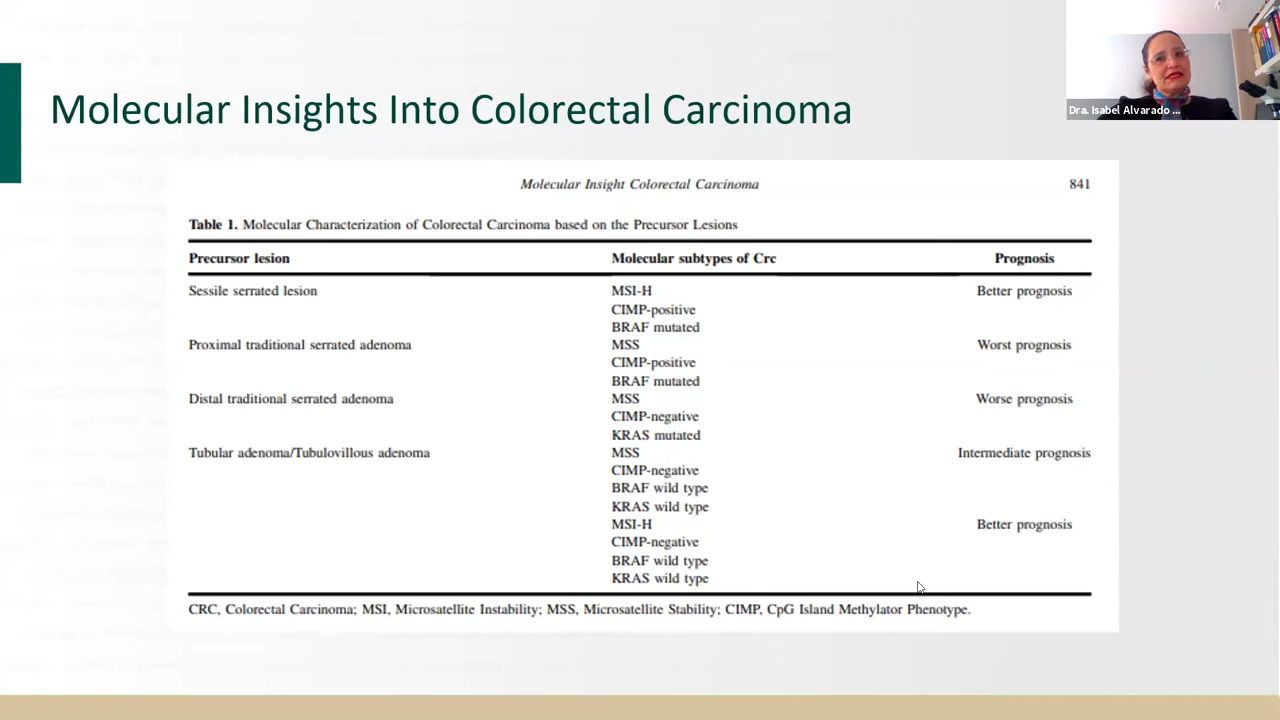 Molecular Insights Into Colorectal Carcinoma
Dra. Isabel Alvarado ...
Molecular Insight Colorectal Carcinoma 841
Table 1. Molecular Characterization of Colorectal Carcinoma based on the Precursor Lesions
Precursor lesion Molecular subtypes of Crc Prognosis
Sessile serrated lesion MSI-H Better prognosis
CIMP-positive
BRAF mutated
Proximal traditional serrated adenoma MSS Worst prognosis
CIMP-positive
BRAF mutated
Distal traditional serrated adenoma MSS Worse prognosis
CIMP-negative
KRAS mutated
Tubular adenoma/Tubulovillous adenoma MSS Intermediate prognosis
CIMP-negative
BRAF wild type
KRAS wild type
MSI-H Better prognosis
CIMP-negative
BRAF wild type
KRAS wild type
CRC, Colorectal Carcinoma; MSI, Microsatellite Instability; MSS, Microsatellite Stability; CIMP, CpG Island Methylator Phenotype.